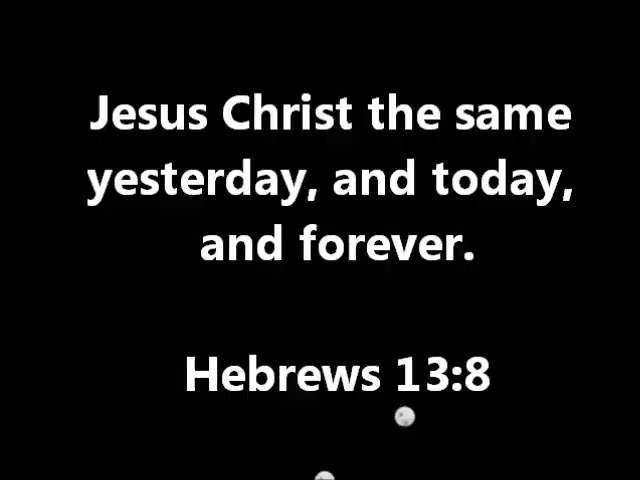 Jesus Christ the same
yesterday, and today,
and forever.
Hebrews 13:8